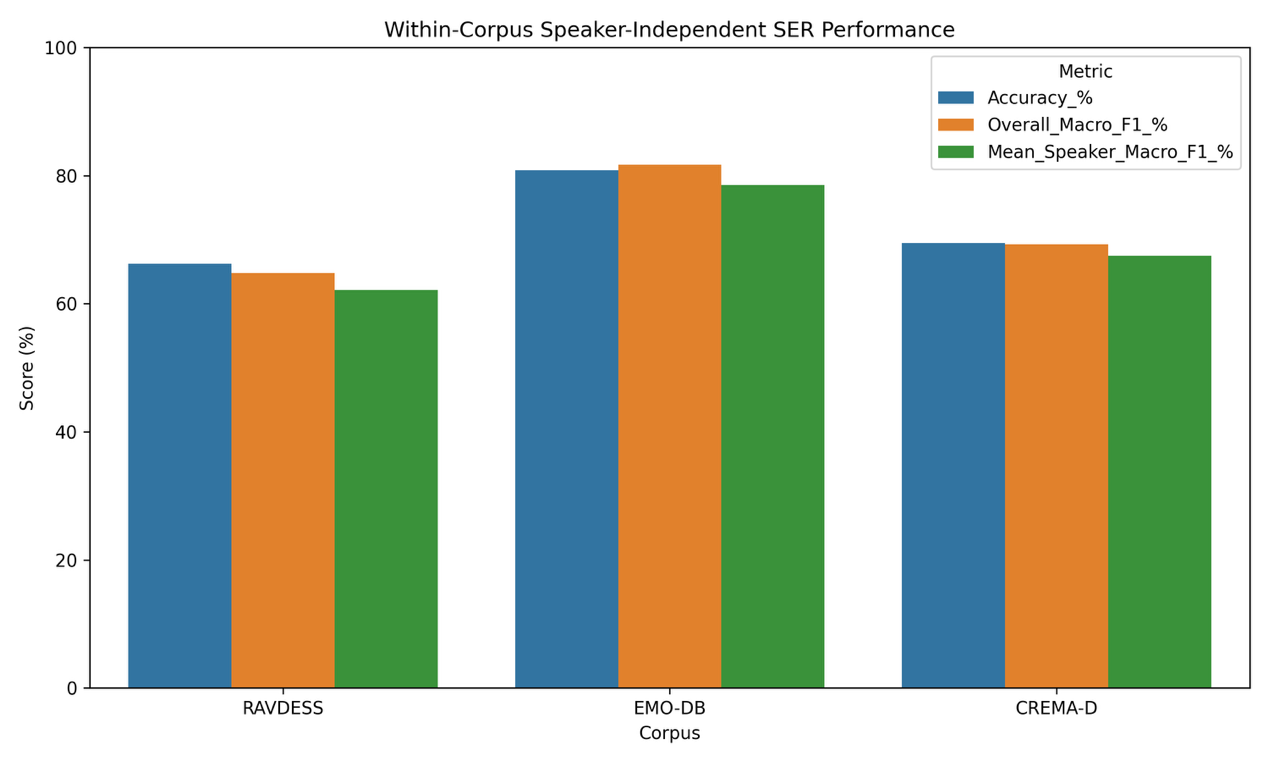 Within-Corpus Speaker-Independent SER Performance
Metric
Accuracy_%
Overall_Macro_F1_%
Mean_Speaker_Macro_F1_%
Score (%)
100
80
60
40
20
0
RAVDESS
EMO-DB
CREMA-D
Corpus